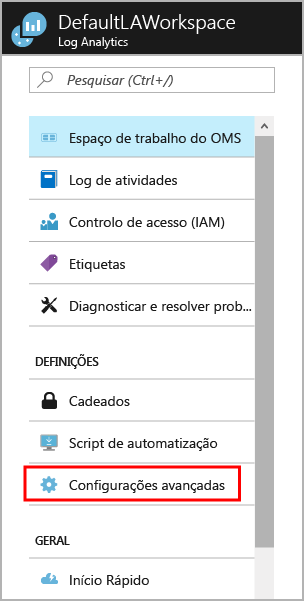 DefaultLAWorkspace
Log Analytics
Pesquisar (Ctrl+/)
Espaço de trabalho do OMS
Log de atividades
Controlo de acesso (IAM)
Etiquetas
Diagnosticar e resolver prob...
DEFINIÇÕES
Cadeados
Script de automatização
Configurações avançadas
GERAL
Início Rápido